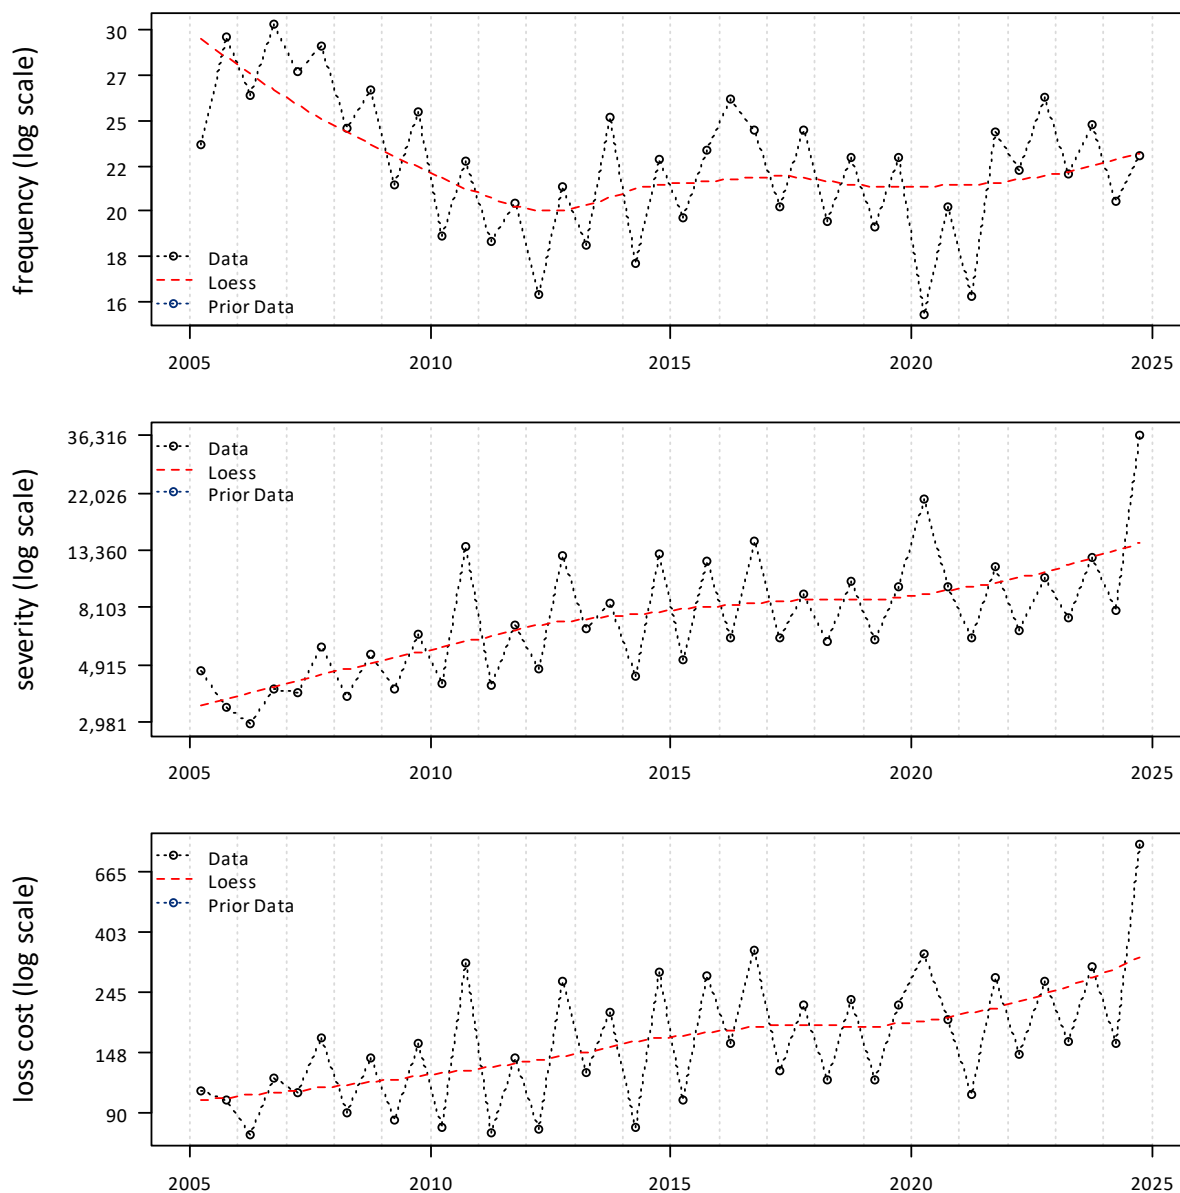 frequency (log scale)
30
27
25
22
20
18
16
Data
Loess
Prior Data
2005 2010 2015 2020 2025
severity (log scale)
36,316
22,026
13,360
8,103
4,915
2,981
Data
Loess
Prior Data
2005 2010 2015 2020 2025
loss cost (log scale)
665
403
245
148
90
Data
Loess
Prior Data
2005 2010 2015 2020 2025